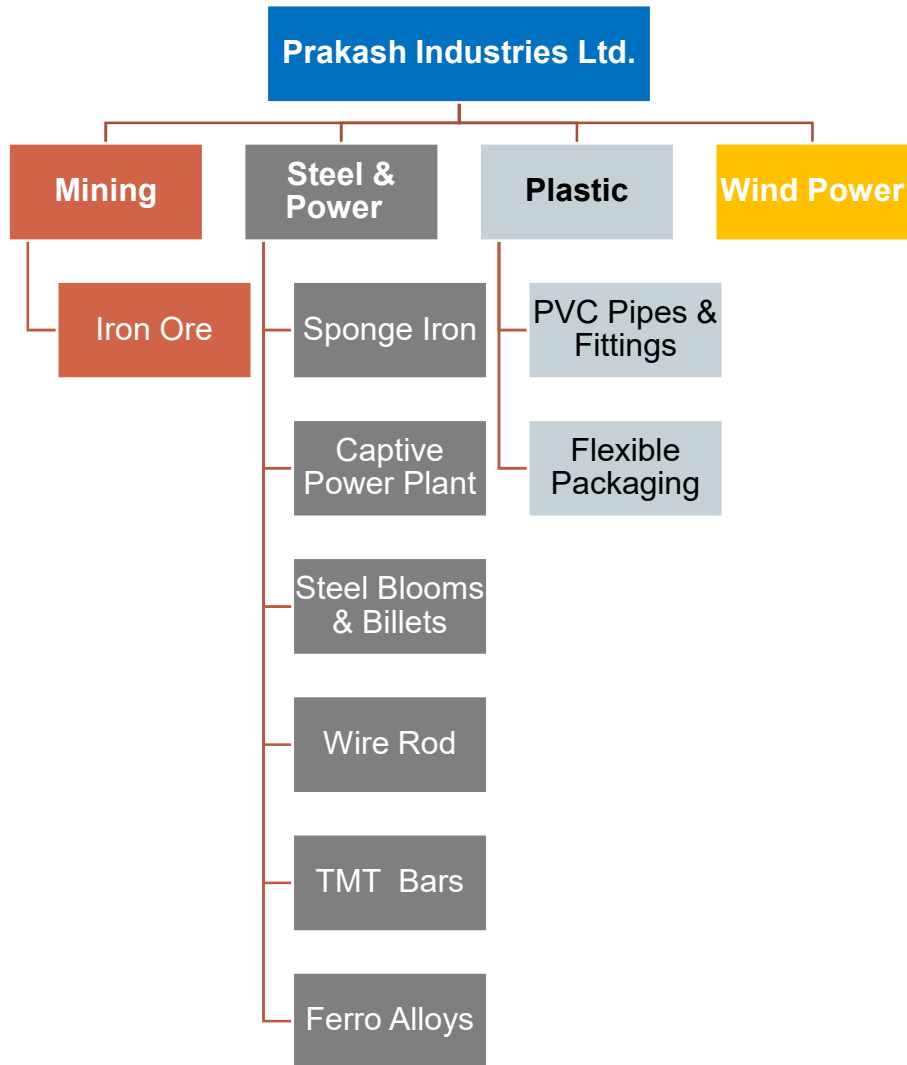 Prakash Industries Ltd.
Mining
Steel &
Power
Plastic
Wind Power
Iron Ore
Sponge Iron
Captive
Power Plant
Steel Blooms
& Billets
Wire Rod
TMT  Bars
Ferro Alloys
PVC Pipes &
Fittings
Flexible
Packaging